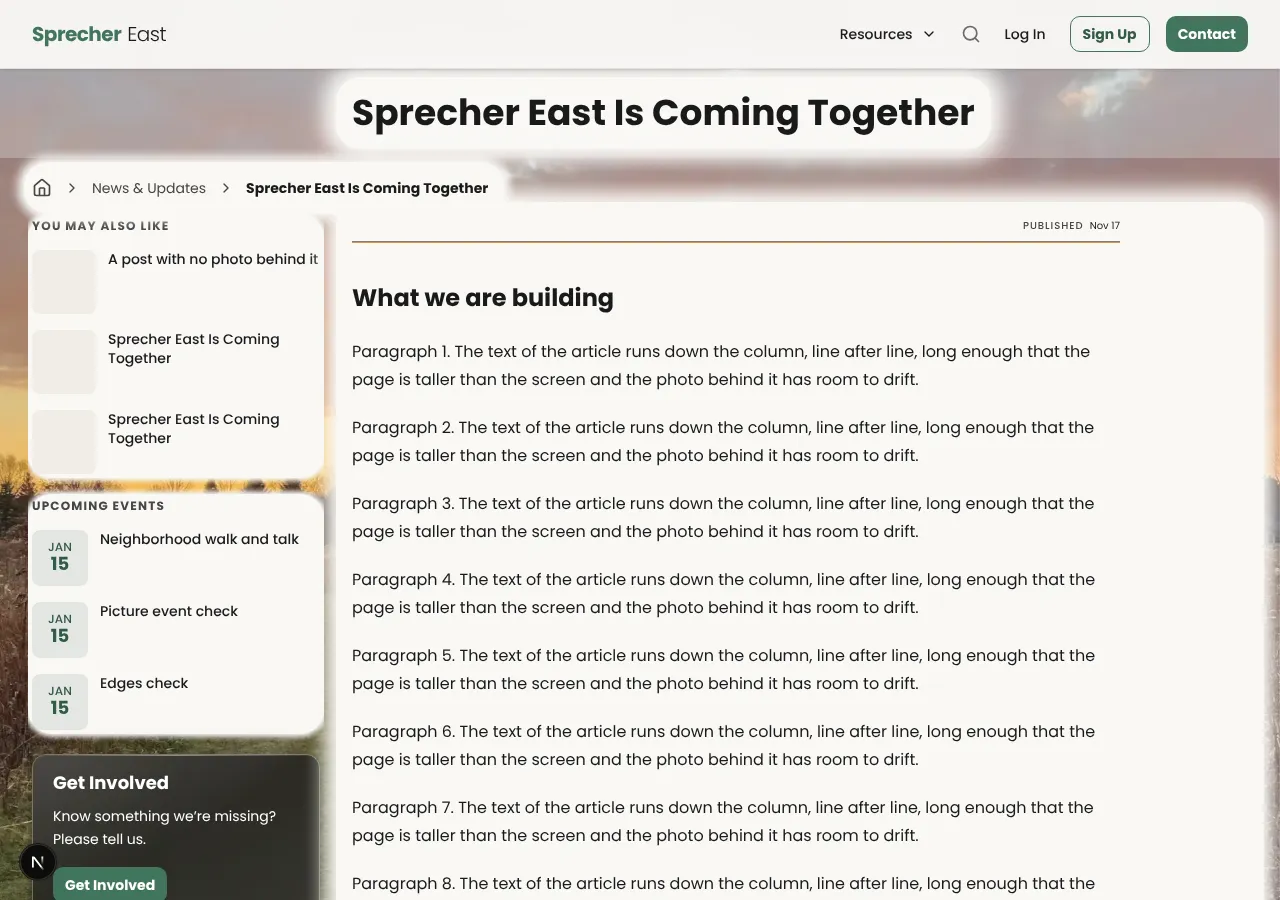 Sprecher East
Resources
Log In
Sign Up
Contact
Sprecher East Is Coming Together
News & Updates
Sprecher East Is Coming Together
YOU MAY ALSO LIKE
A post with no photo behind it
Sprecher East Is Coming
Together
Sprecher East Is Coming
Together
UPCOMING EVENTS
JAN
15
Neighborhood walk and talk
JAN
15
Picture event check
JAN
15
Edges check
Get Involved
Know something we’re missing?
Please tell us.
N
Get Involved
PUBLISHED Nov 17
What we are building
Paragraph 1. The text of the article runs down the column, line after line, long enough that the
page is taller than the screen and the photo behind it has room to drift.
Paragraph 2. The text of the article runs down the column, line after line, long enough that the
page is taller than the screen and the photo behind it has room to drift.
Paragraph 3. The text of the article runs down the column, line after line, long enough that the
page is taller than the screen and the photo behind it has room to drift.
Paragraph 4. The text of the article runs down the column, line after line, long enough that the
page is taller than the screen and the photo behind it has room to drift.
Paragraph 5. The text of the article runs down the column, line after line, long enough that the
page is taller than the screen and the photo behind it has room to drift.
Paragraph 6. The text of the article runs down the column, line after line, long enough that the
page is taller than the screen and the photo behind it has room to drift.
Paragraph 7. The text of the article runs down the column, line after line, long enough that the
page is taller than the screen and the photo behind it has room to drift.
Paragraph 8. The text of the article runs down the column, line after line, long enough that the